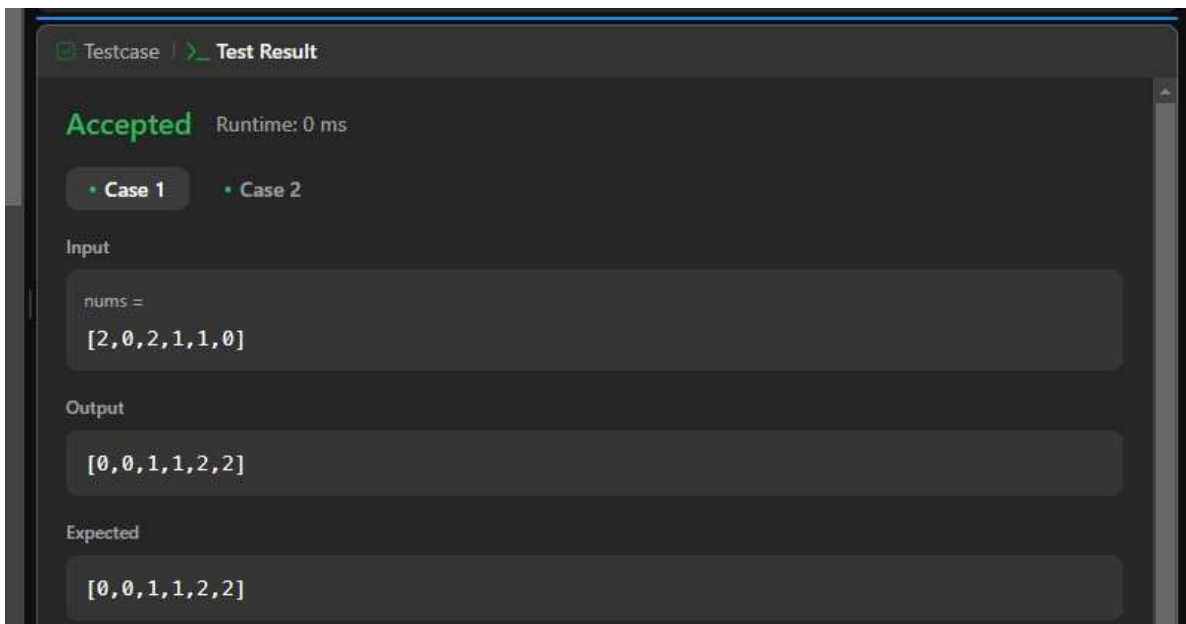 Testcase | >_ Test Result
Accepted Runtime: 0 ms
• Case 1 • Case 2
Input
nums =
[2,0,2,1,1,0]
Output
[0,0,1,1,2,2]
Expected
[0,0,1,1,2,2]